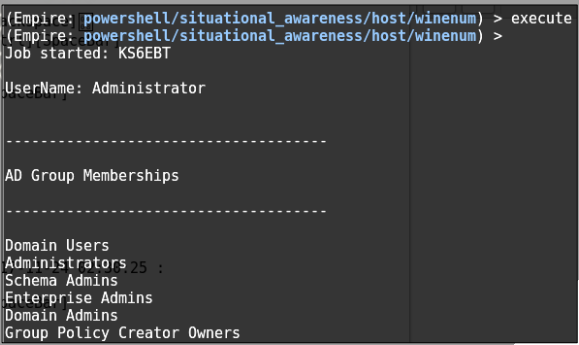 (Empire: powershell/situational_awareness/host/winenum) > execute
(Empire: powershell/situational_awareness/host/winenum) >
Job started: KS6EBT
UserName: Administrator
-------------------------------------
AD Group Memberships
-------------------------------------
Domain Users
Administrators
Schema Admins
Enterprise Admins
Domain Admins
Group Policy Creator Owners